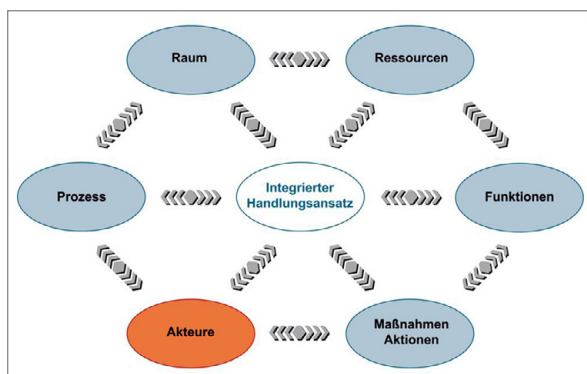 Raum
Ressourcen
Prozess
Integrierter
Handlungsansatz
Funktionen
Akteure
Maßnahmen
Aktionen